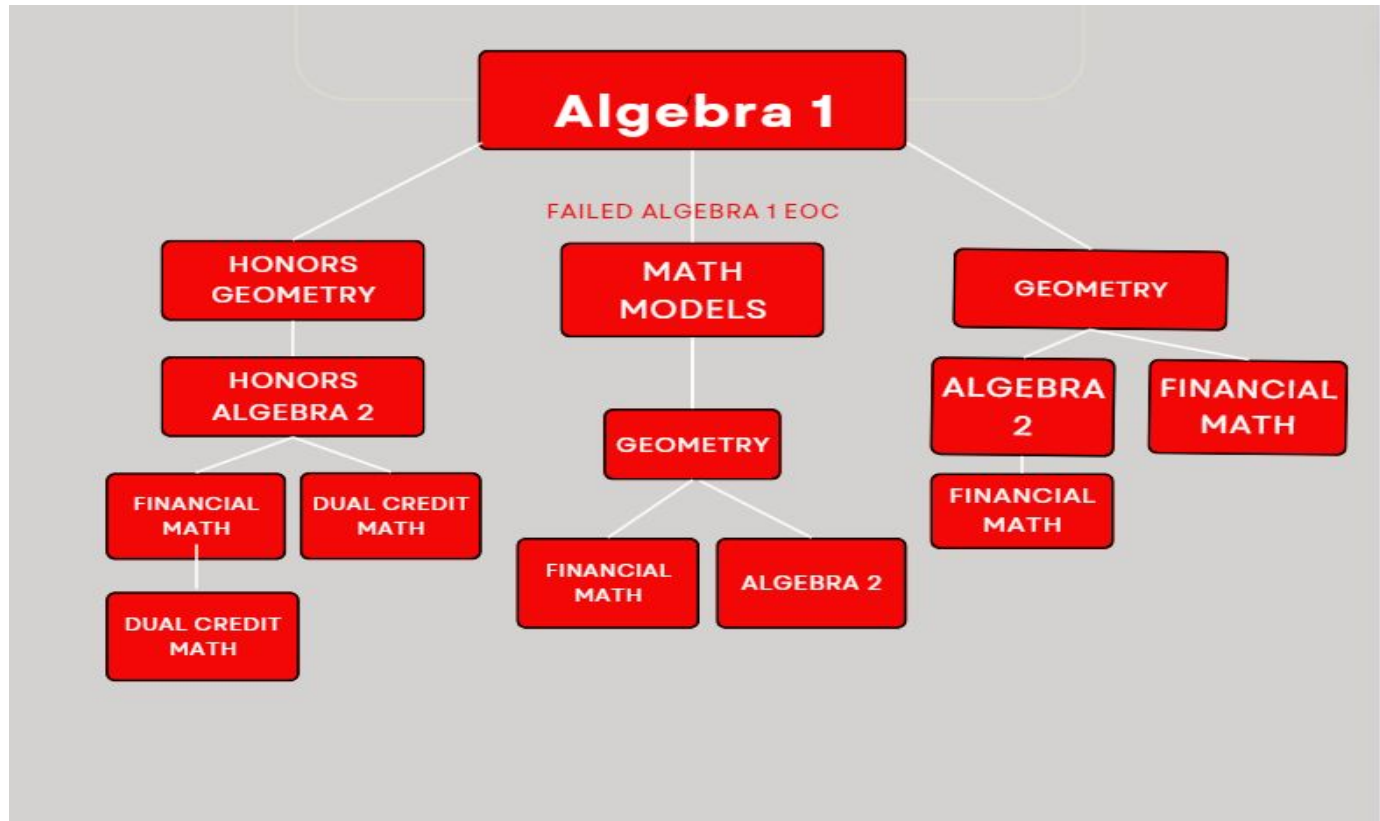 Algebra 1
FAILED ALGEBRA 1 EOC
HONORS
GEOMETRY
MATH
MODELS
GEOMETRY
HONORS
ALGEBRA 2
ALGEBRA
2
FINANCIAL
MATH
GEOMETRY
FINANCIAL
MATH
DUAL CREDIT
MATH
FINANCIAL
MATH
FINANCIAL
MATH
ALGEBRA 2
DUAL CREDIT
MATH